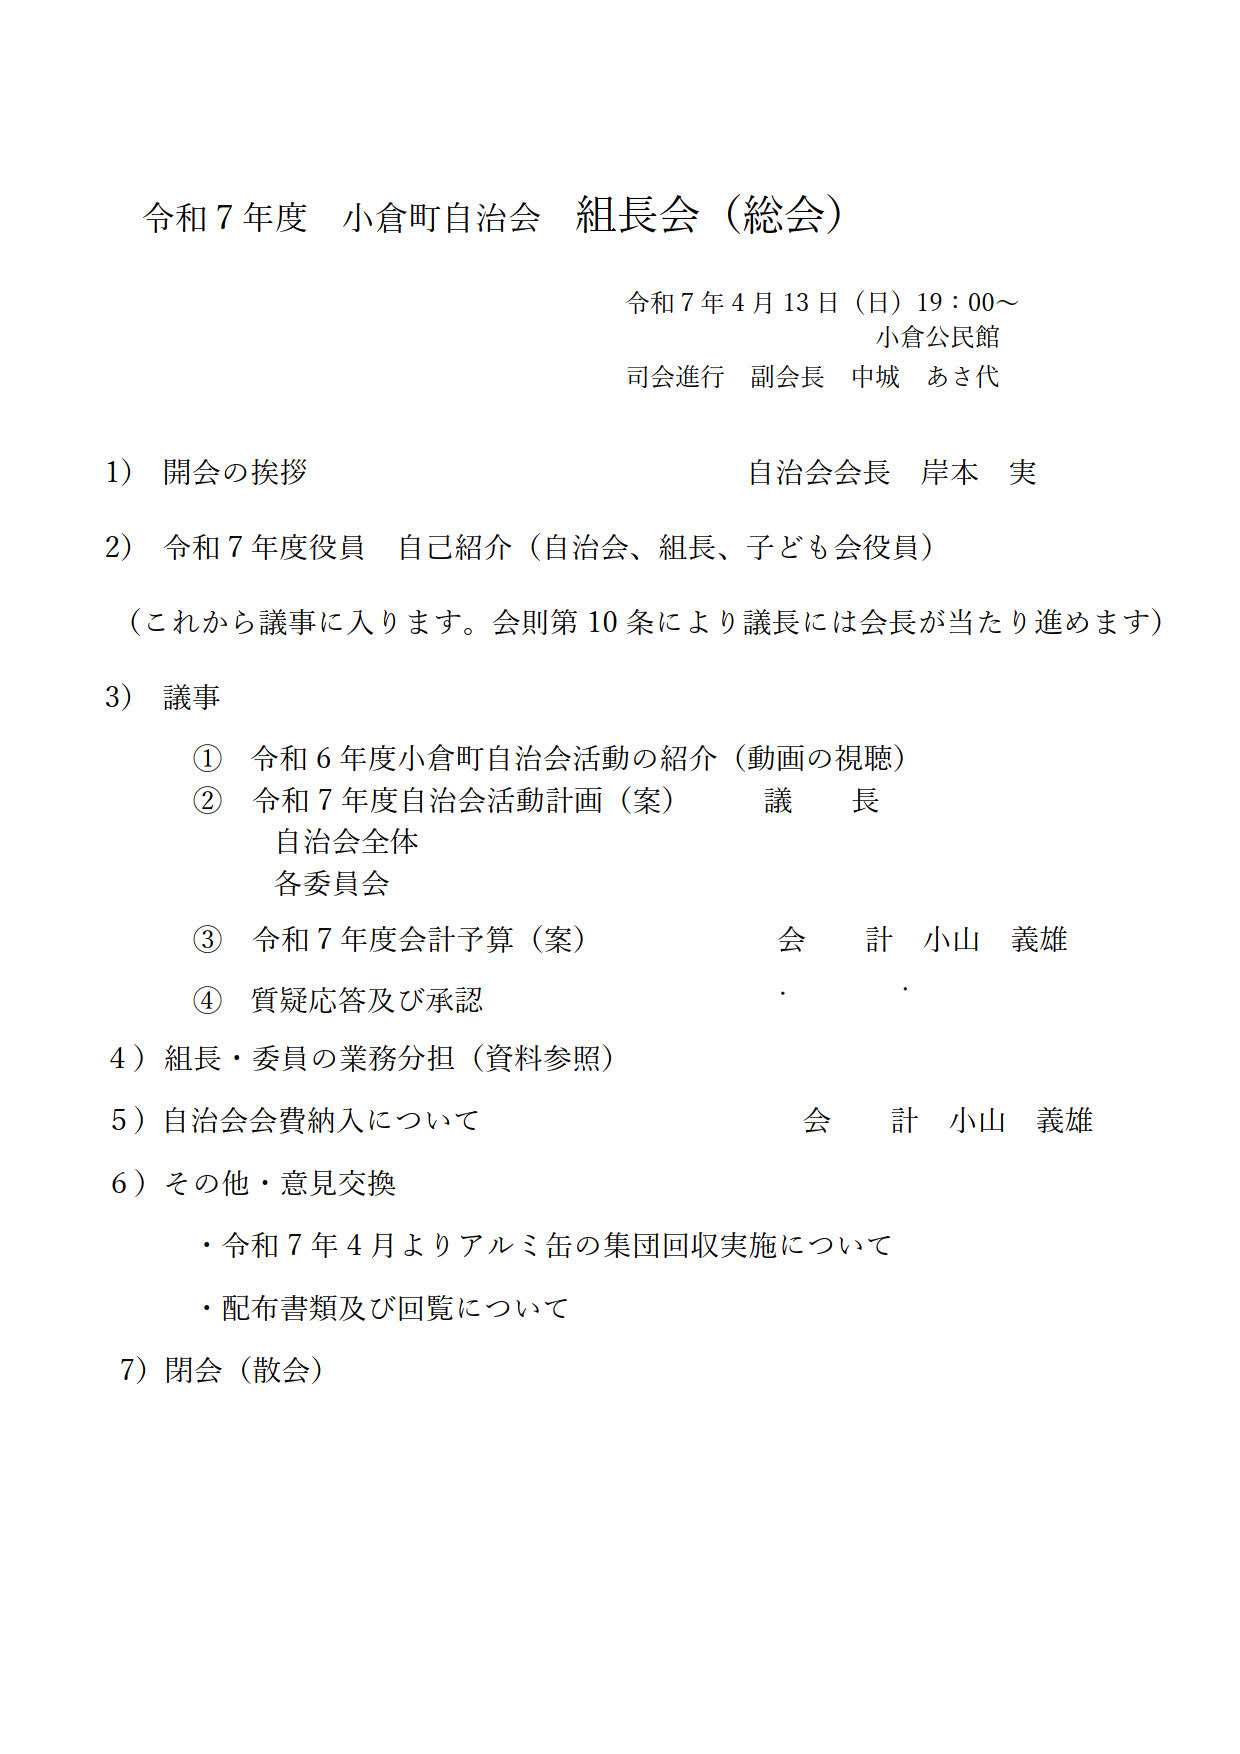 令和7年度　小倉町自治会　組長会（総会）
令和7年4月13日（日）19：00～
小倉公民館
司会進行　副会長　中城　あさ代
1)　開会の挨拶　自治会会長　岸本　実
2)　令和7年度役員　自己紹介（自治会、組長、子ども会役員）
（これから議事に入ります。会則第10条により議長には会長が当たり進めます）
3)　議事
①　令和6年度小倉町自治会活動の紹介（動画の視聴）
②　令和7年度自治会活動計画（案）　議　　長
自治会全体
各委員会
③　令和7年度会計予算（案）　会　　計　小山　義雄
④　質疑応答及び承認
4）組長・委員の業務分担（資料参照）
5）自治会会費納入について　会　　計　小山　義雄
6）その他・意見交換
・令和7年4月よりアルミ缶の集団回収実施について
・配布書類及び回覧について
7）閉会（散会）